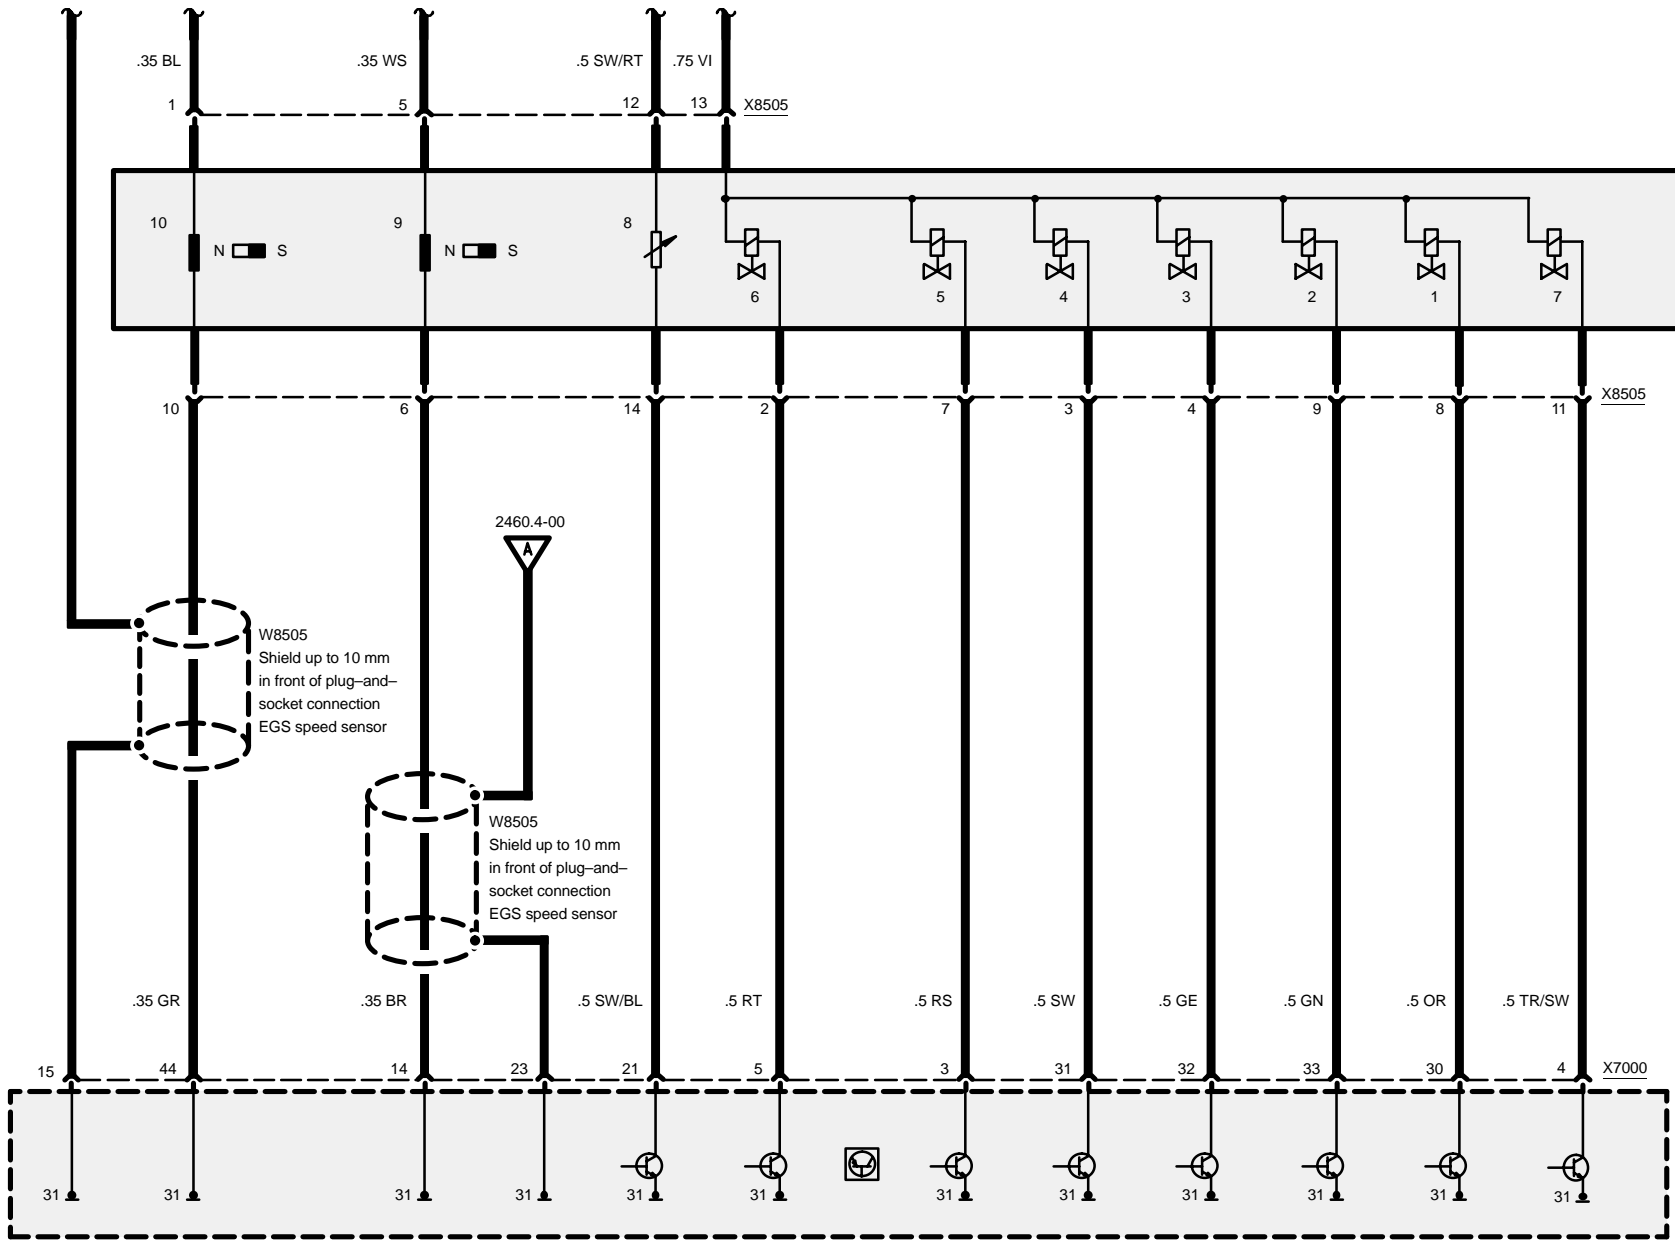 .35 BL .35 WS .5 SW/RT .75 VI
1 5 12 13 X8505
10 9 8
N S N S
6 5 4 3 2 1 7
10 6 14 2 7 3 4 9 8 11 X8505
2460.4-00
A
W8505
Shield up to 10 mm
in front of plug–and–
socket connection
EGS speed sensor
W8505
Shield up to 10 mm
in front of plug–and–
socket connection
EGS speed sensor
.35 GR .35 BR .5 SW/BL .5 RT .5 RS .5 SW .5 GE .5 GN .5 OR .5 TR/SW
15 44 14 23 21 5 3 31 32 33 30 4 X7000
31 31 31 31 31 31 31 31 31 31 31 31